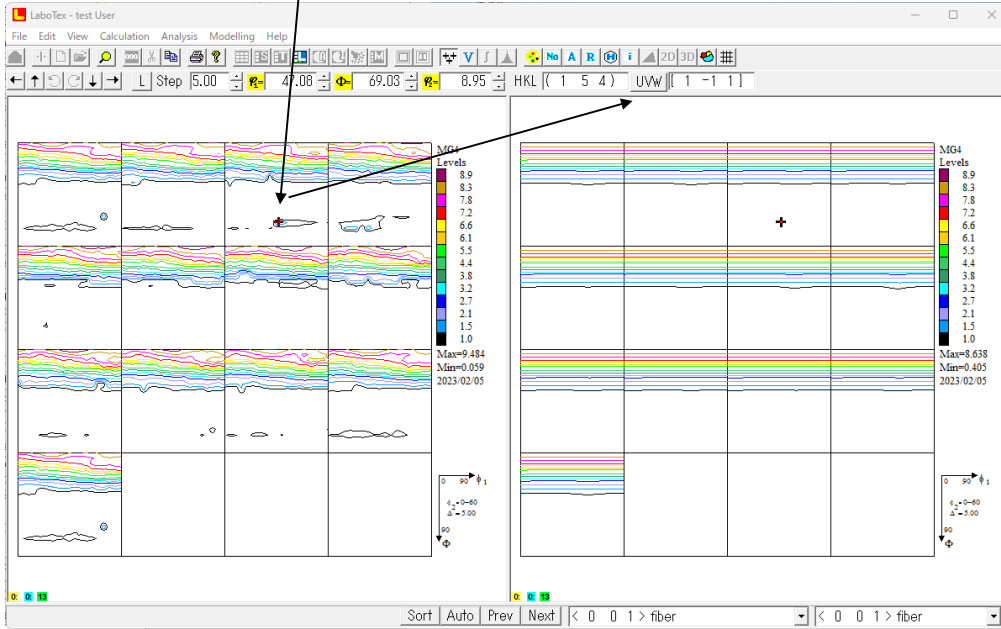 LaboTex - test User
File Edit View Calculation Analysis Modelling Help
V No A R H i 2D 3D
L Step 5.00 φ1= 47.08 Φ= 69.03 φ2= 8.95 HKL ( 1 5 4 ) UVW [ 1 -1 1 ]
MG4
Levels
8.9
8.3
7.8
7.2
6.6
6.1
5.5
4.4
3.8
3.2
2.7
2.1
1.5
1.0
Max=9.484
Min=0.059
2023/02/05
0 90 ϕ1
ϕ2=0-60
Δ=5.00
90
Φ
0: 0: 13
MG4
Levels
8.9
8.3
7.8
7.2
6.6
6.1
5.5
4.4
3.8
3.2
2.7
2.1
1.5
1.0
Max=8.638
Min=0.405
2023/02/05
0 90 ϕ1
ϕ2=0-60
Δ=5.00
90
Φ
0: 0: 13
Sort Auto Prev Next < 0 0 1 > fiber < 0 0 1 > fiber